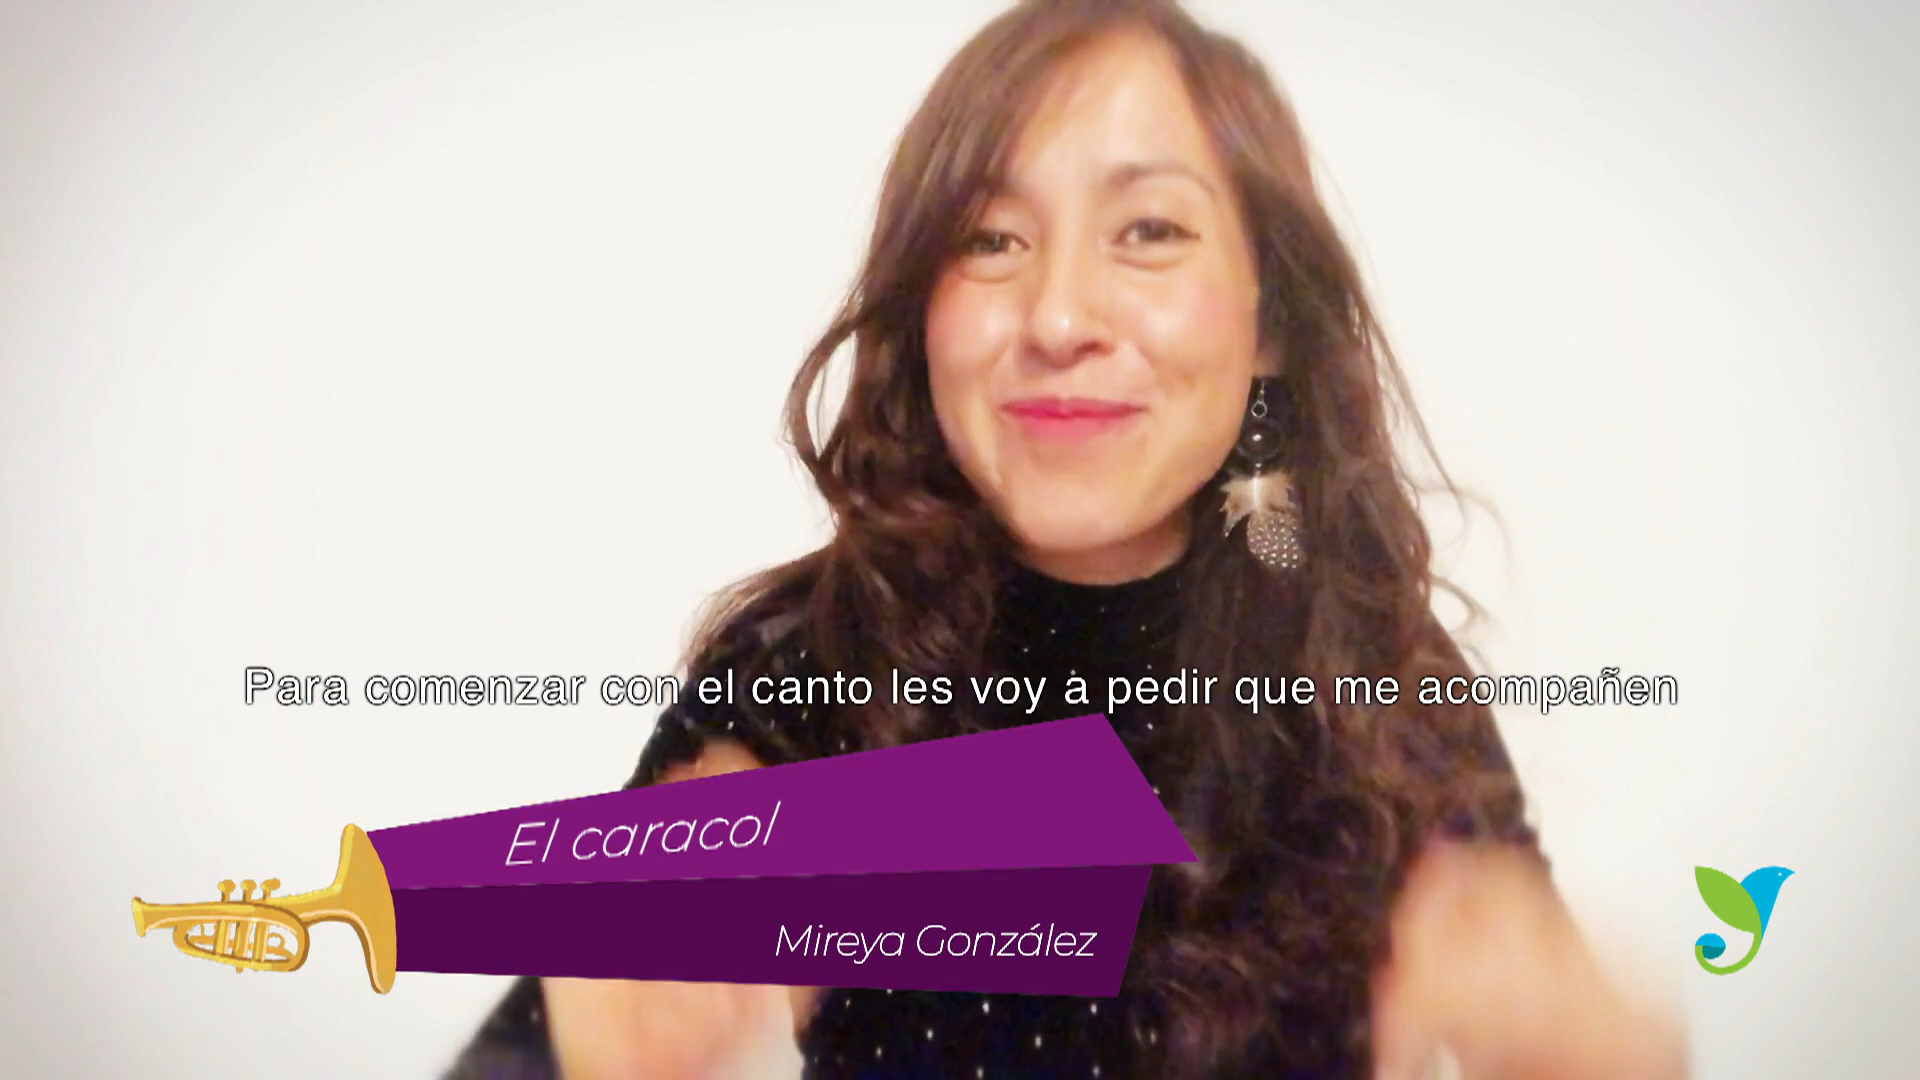 Para comenzar con el canto les voy a pedir que me acompañen
El caracol
Mireya González